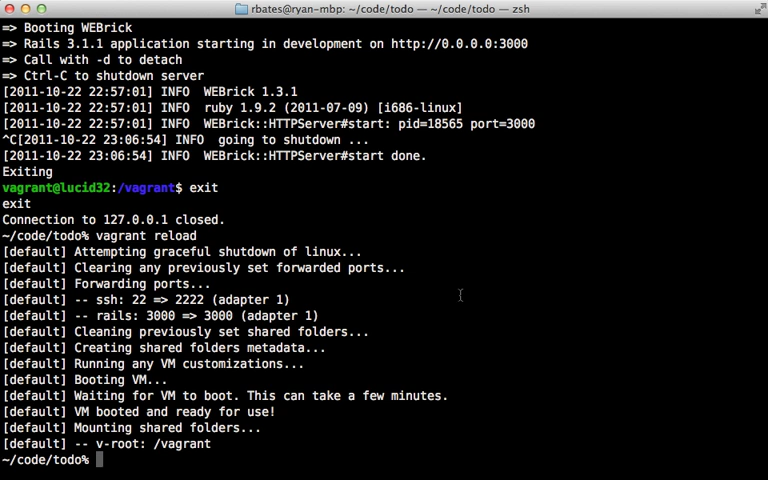 rbates@ryan-mbp: ~/code/todo — ~/code/todo — zsh
=> Booting WEBrick
=> Rails 3.1.1 application starting in development on http://0.0.0.0:3000
=> Call with -d to detach
=> Ctrl-C to shutdown server
[2011-10-22 22:57:01] INFO  WEBrick 1.3.1
[2011-10-22 22:57:01] INFO  ruby 1.9.2 (2011-07-09) [i686-linux]
[2011-10-22 22:57:01] INFO  WEBrick::HTTPServer#start: pid=18565 port=3000
^C[2011-10-22 23:06:54] INFO  going to shutdown ...
[2011-10-22 23:06:54] INFO  WEBrick::HTTPServer#start done.
Exiting
vagrant@lucid32:/vagrant$ exit
exit
Connection to 127.0.0.1 closed.
~/code/todo% vagrant reload
[default] Attempting graceful shutdown of linux...
[default] Clearing any previously set forwarded ports...
[default] Forwarding ports...
[default] -- ssh: 22 => 2222 (adapter 1)
[default] -- rails: 3000 => 3000 (adapter 1)
[default] Cleaning previously set shared folders...
[default] Creating shared folders metadata...
[default] Running any VM customizations...
[default] Booting VM...
[default] Waiting for VM to boot. This can take a few minutes.
[default] VM booted and ready for use!
[default] Mounting shared folders...
[default] -- v-root: /vagrant
~/code/todo%